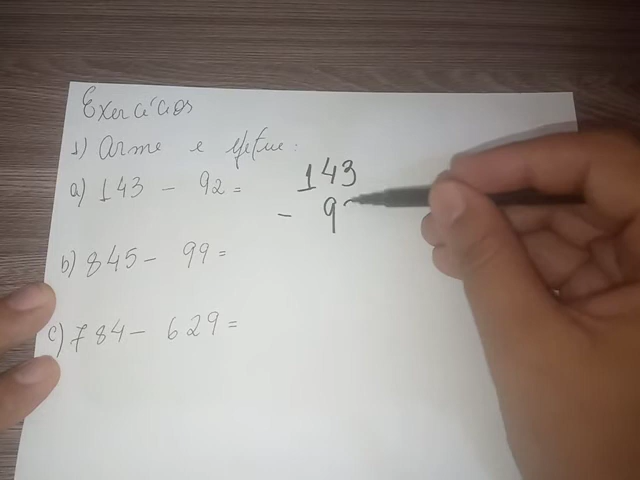 Exercícios
1) Arme e efetue:
a) 143 - 92 =
143
- 9
b) 845 - 99 =
c) 784 - 629 =